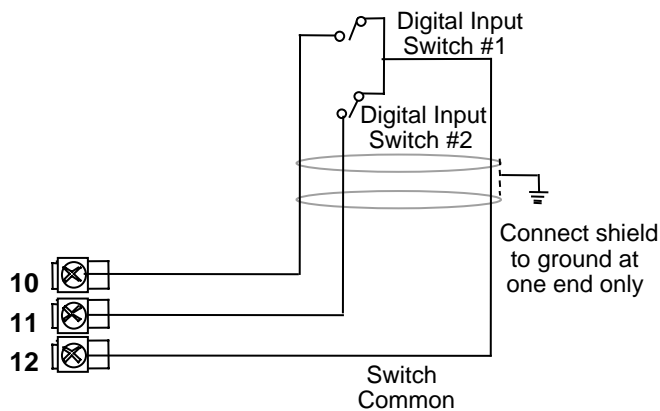 Digital Input
Switch #1
Digital Input
Switch #2
Connect shield
to ground at
one end only
10
11
12
Switch
Common